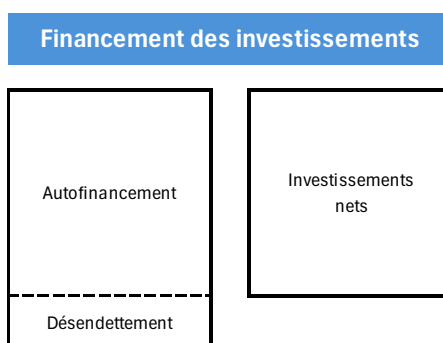 Financement des investissements
Autofinancement
Investissements
nets
Désendettement